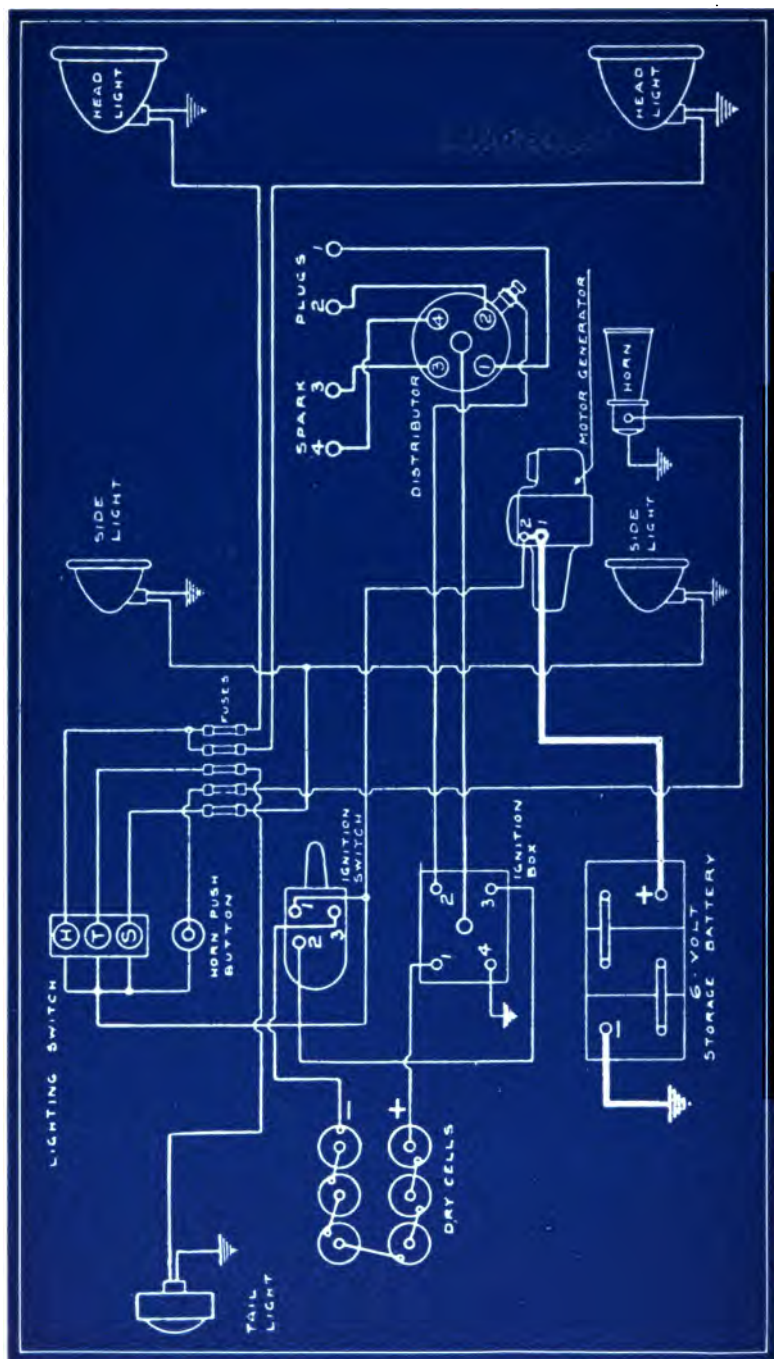 HEAD
LIGHT
HEAD
LIGHT
SPARK PLUGS
4 3 2 1
4
3
2
1
DISTRIBUTOR
MOTOR GENERATOR
2
1
HORN
SIDE
LIGHT
SIDE
LIGHT
FUSES
LIGHTING SWITCH
H
T
S
HORN PUSH
BUTTON
IGNITION
SWITCH
1
2
3
IGNITION
BOX
1
2
3
4
6-VOLT
STORAGE BATTERY
-
+
DRY CELLS
-
+
TAIL
LIGHT